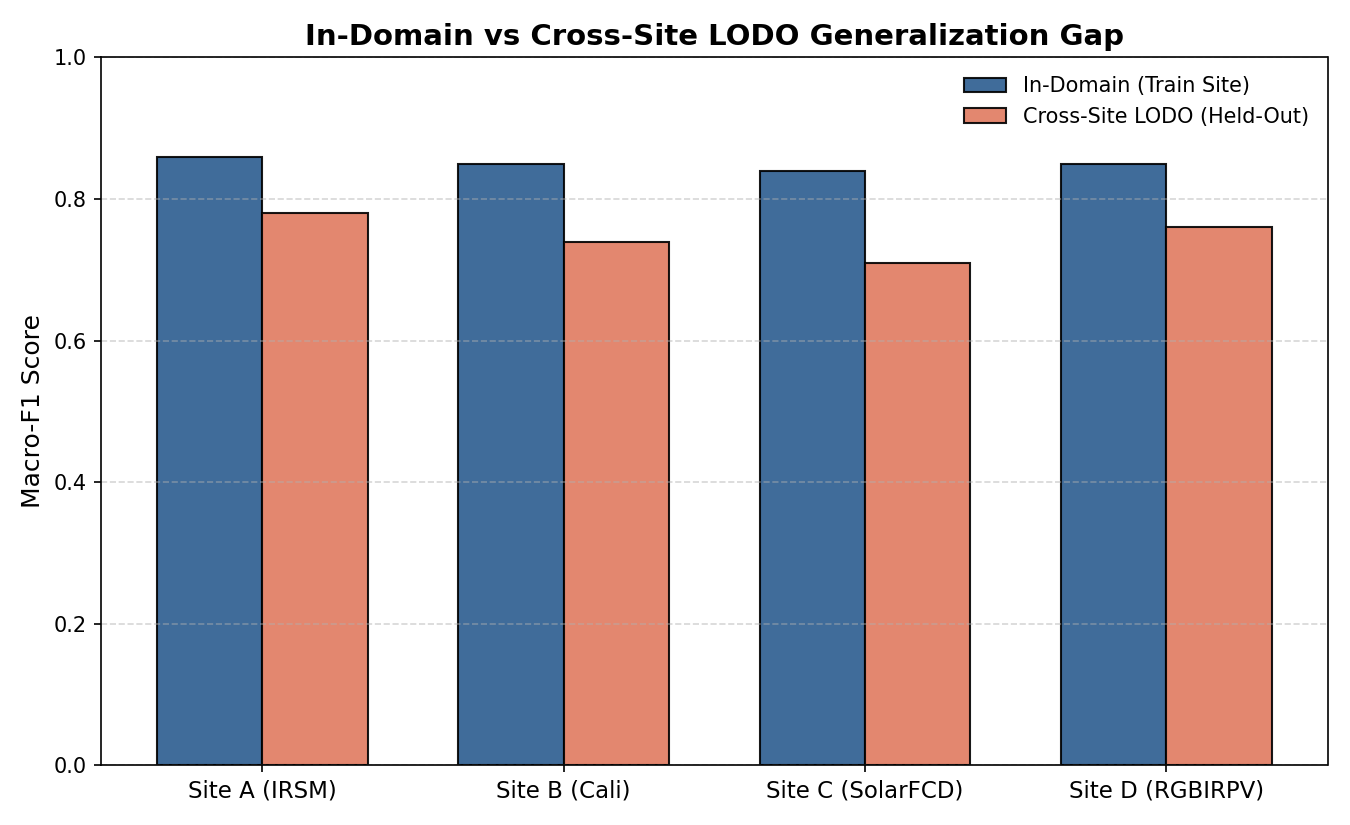 In-Domain vs Cross-Site LODO Generalization Gap
In-Domain (Train Site)
Cross-Site LODO (Held-Out)
Macro-F1 Score
1.0
0.8
0.6
0.4
0.2
0.0
Site A (IRSM)
Site B (Cali)
Site C (SolarFCD)
Site D (RGBIRPV)